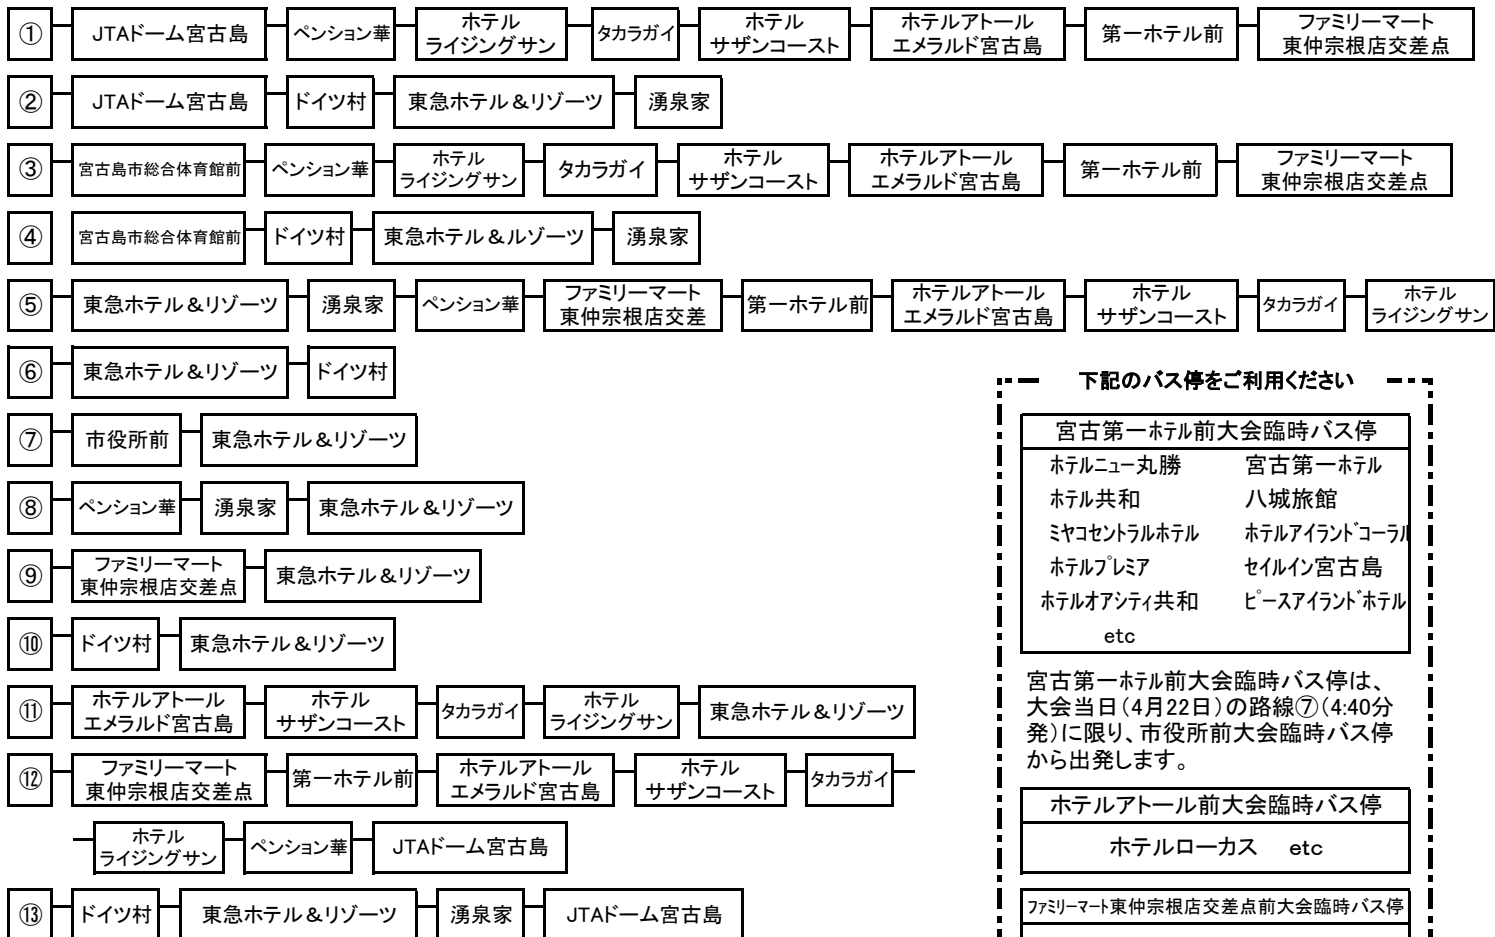 ① JTAドーム宮古島 ペンション華 ホテル ライジングサン タカラガイ ホテル サザンコースト ホテルアトール エメラルド宮古島 第一ホテル前 ファミリーマート 東仲宗根店交差点
② JTAドーム宮古島 ドイツ村 東急ホテル＆リゾーツ 湧泉家
③ 宮古島市総合体育館前 ペンション華 ホテル ライジングサン タカラガイ ホテル サザンコースト ホテルアトール エメラルド宮古島 第一ホテル前 ファミリーマート 東仲宗根店交差点
④ 宮古島市総合体育館前 ドイツ村 東急ホテル＆ルゾーツ 湧泉家
⑤ 東急ホテル＆リゾーツ 湧泉家 ペンション華 ファミリーマート 東仲宗根店交差 第一ホテル前 ホテルアトール エメラルド宮古島 ホテル サザンコースト タカラガイ ホテル ライジングサン
⑥ 東急ホテル＆リゾーツ ドイツ村
⑦ 市役所前 東急ホテル＆リゾーツ
⑧ ペンション華 湧泉家 東急ホテル＆リゾーツ
⑨ ファミリーマート 東仲宗根店交差点 東急ホテル＆リゾーツ
⑩ ドイツ村 東急ホテル＆リゾーツ
⑪ ホテルアトール エメラルド宮古島 ホテル サザンコースト タカラガイ ホテル ライジングサン 東急ホテル＆リゾーツ
⑫ ファミリーマート 東仲宗根店交差点 第一ホテル前 ホテルアトール エメラルド宮古島 ホテル サザンコースト タカラガイ
ホテル ライジングサン ペンション華 JTAドーム宮古島
⑬ ドイツ村 東急ホテル＆リゾーツ 湧泉家 JTAドーム宮古島
下記のバス停をご利用ください
宮古第一ﾎﾃﾙ前大会臨時バス停
ﾎﾃﾙﾆｭｰ丸勝 宮古第一ﾎﾃﾙ
ﾎﾃﾙ共和 八城旅館
ﾐﾔｺｾﾝﾄﾗﾙﾎﾃﾙ ﾎﾃﾙｱｲﾗﾝﾄﾞｺｰﾗﾙ
ﾎﾃﾙﾌﾟﾚﾐｱ ｾｲﾙｲﾝ宮古島
ﾎﾃﾙｵｱｼﾃｨ共和 ﾋﾟｰｽｱｲﾗﾝﾄﾞﾎﾃﾙ
etc
宮古第一ﾎﾃﾙ前大会臨時バス停は、
大会当日（4月22日）の路線⑦（4:40分
発）に限り、市役所前大会臨時バス停
から出発します。
ホテルアトール前大会臨時バス停
ホテルローカス etc
ﾌｧﾐﾘｰﾏｰﾄ東仲宗根店交差点前大会臨時バス停